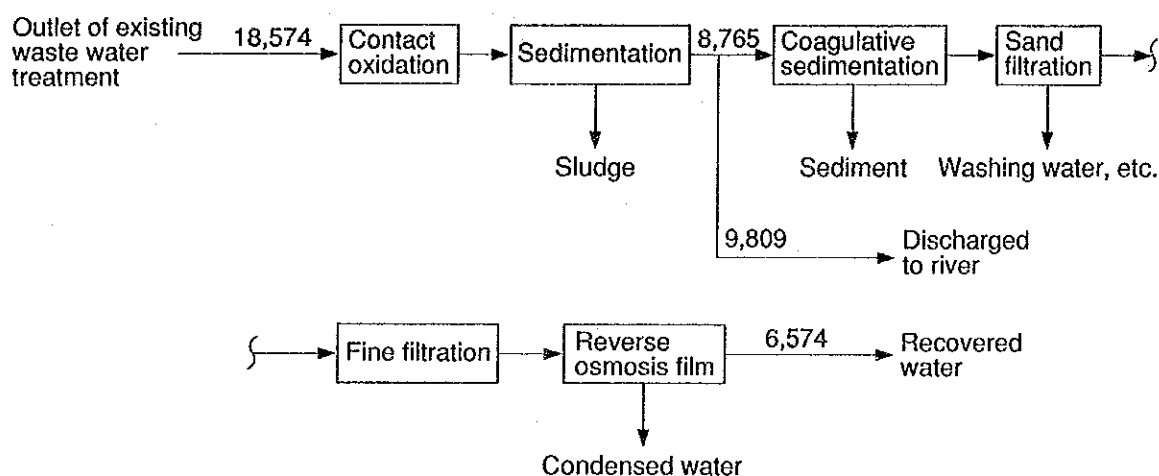 Outlet of existing
waste water
treatment
18,574
Contact
oxidation
Sedimentation
8,765
Coagulative
sedimentation
Sand
filtration
Sludge
Sediment
Washing water, etc.
9,809
Discharged
to river
Fine filtration
Reverse
osmosis film
6,574
Recovered
water
Condensed water